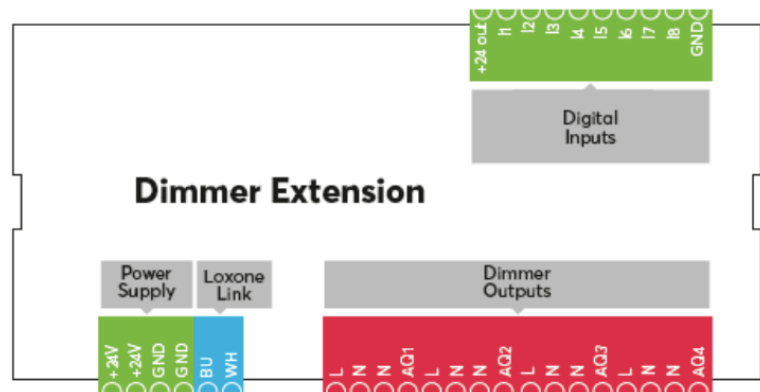 +24 out
I1
I2
I3
I4
I5
I6
I7
I8
GND
Digital
Inputs
Dimmer Extension
Power
Supply
Loxone
Link
Dimmer
Outputs
+24V
+24V
GND
GND
BU
WH
L
N
N
AQ1
L
N
N
AQ2
L
N
N
AQ3
L
N
N
AQ4